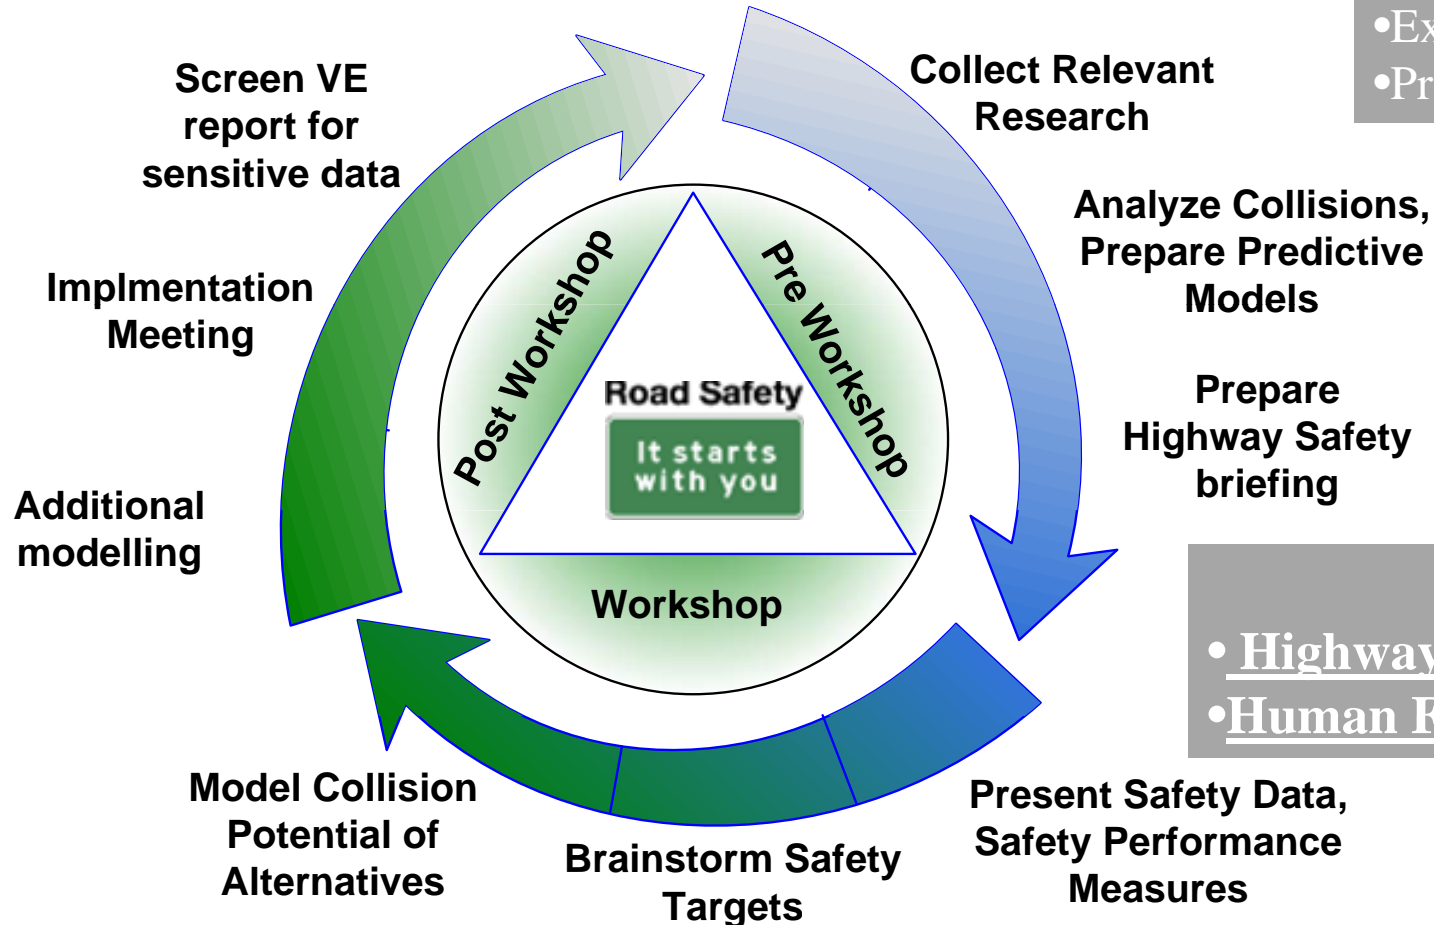 Collect Relevant
Research
Analyze Collisions,
Prepare Predictive
Models
Prepare
Highway Safety
briefing
Present Safety Data,
Safety Performance
Measures
Brainstorm Safety
Targets
Model Collision
Potential of
Alternatives
Additional
modelling
Implmentation
Meeting
Screen VE
report for
sensitive data
Pre Workshop
Workshop
Post Workshop
Road Safety
It starts
with you
• Highway
•Human